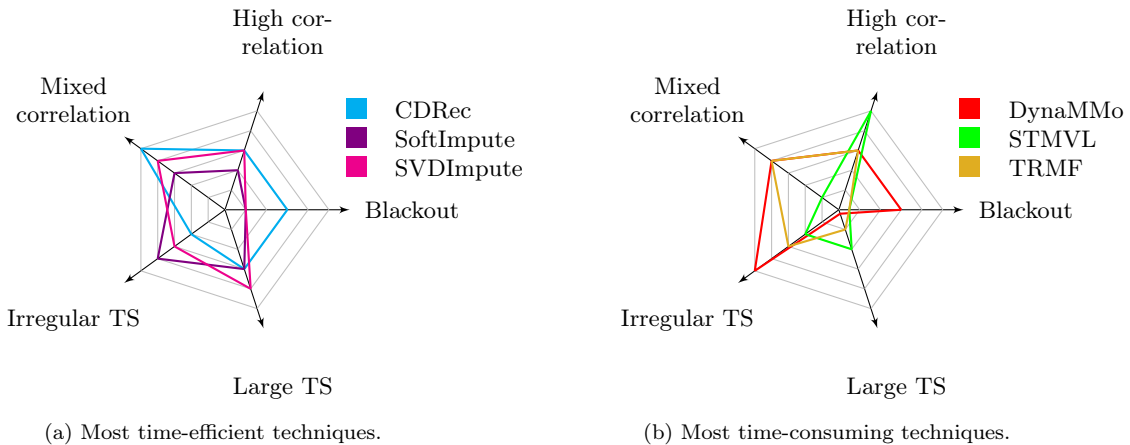 High cor-
relation
Mixed
correlation
CDRec
SoftImpute
SVDImpute
Blackout
Irregular TS
Large TS
(a) Most time-efficient techniques.
High cor-
relation
Mixed
correlation
DynaMMo
STMVL
TRMF
Blackout
Irregular TS
Large TS
(b) Most time-consuming techniques.